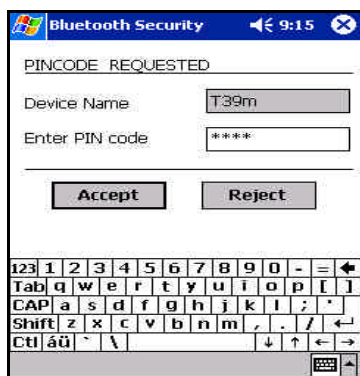 Bluetooth Security 9:15
PINCODE REQUESTED
Device Name T39m
Enter PIN code ****
Accept Reject
123 1 2 3 4 5 6 7 8 9 0 - =
Tab q w e r t y u i o p [ ]
CAP a s d f g h j k l ; '
Shift z x c v b n m , . /
Ctl áü ` \